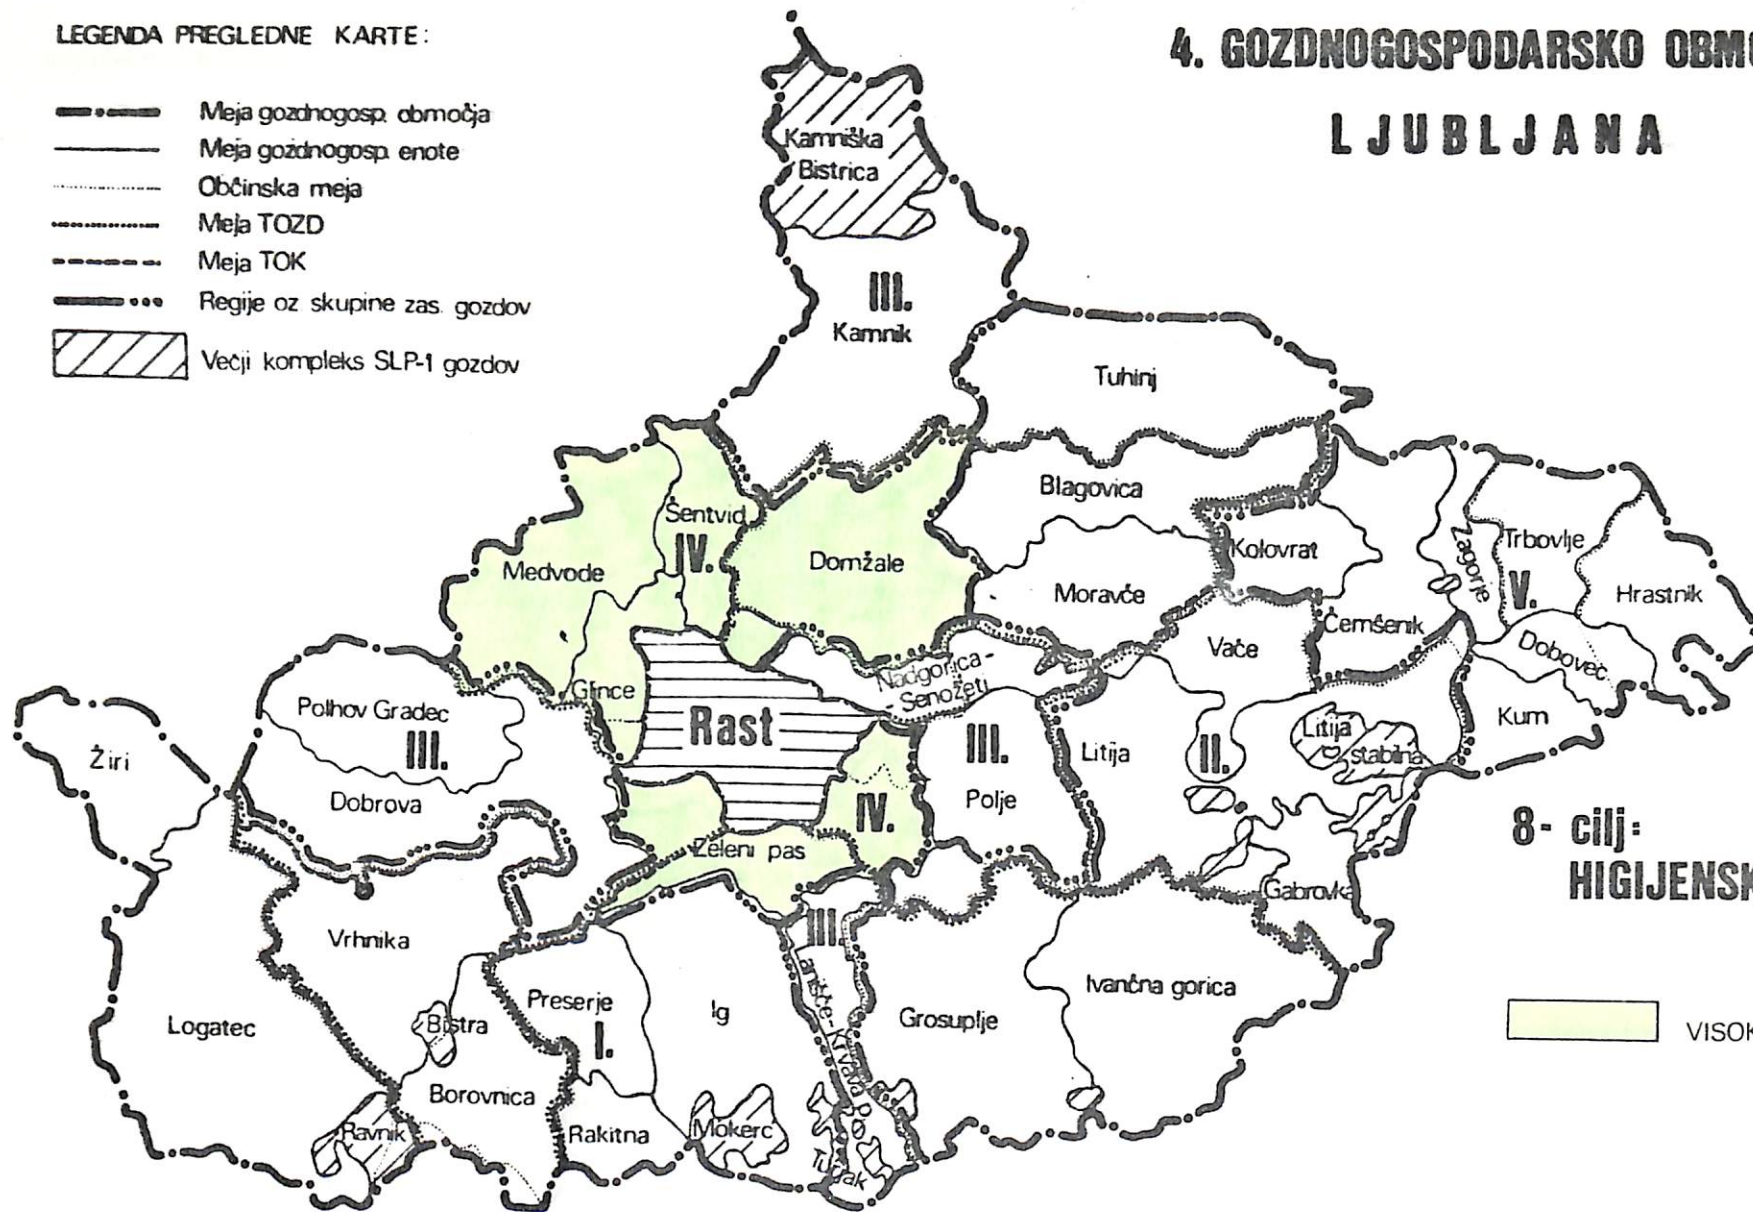 LEGENDA PREGLEDNE KARTE:
Meja gozdnogosp. območja
Meja gozdnogosp. enote
Občinska meja
Meja TOZD
Meja TOK
Regije oz skupine zas. gozdov
Večji kompleks SLP-1 gozdov
4. GOZDNOGOSPODARSKO OBMO
LJUBLJANA
Kamniška
Bistrica
III.
Kamnik
Tuhinj
Blagovica
Šentvid
IV.
Medvode
Domžale
Kolovrat
Moravče
Zagorje
Trbovlje
V.
Hrastnik
Čemšenik
Vače
Dobovec
Nadgorica-
Senožeti
Glince
Polhov Gradec
III.
Rast
III.
Litija
II.
Litija
stabilna
Kum
Žiri
Dobrova
Polje
IV.
Zeleni pas
8- cilj:
HIGIJENSK
Gabrovka
III.
Vrhnika
Preserje
Ig
Grosuplje
Ivančna gorica
Logatec
Bistra
I.
VISOK
Borovnica
Ravnik
Rakitna
Mokerc